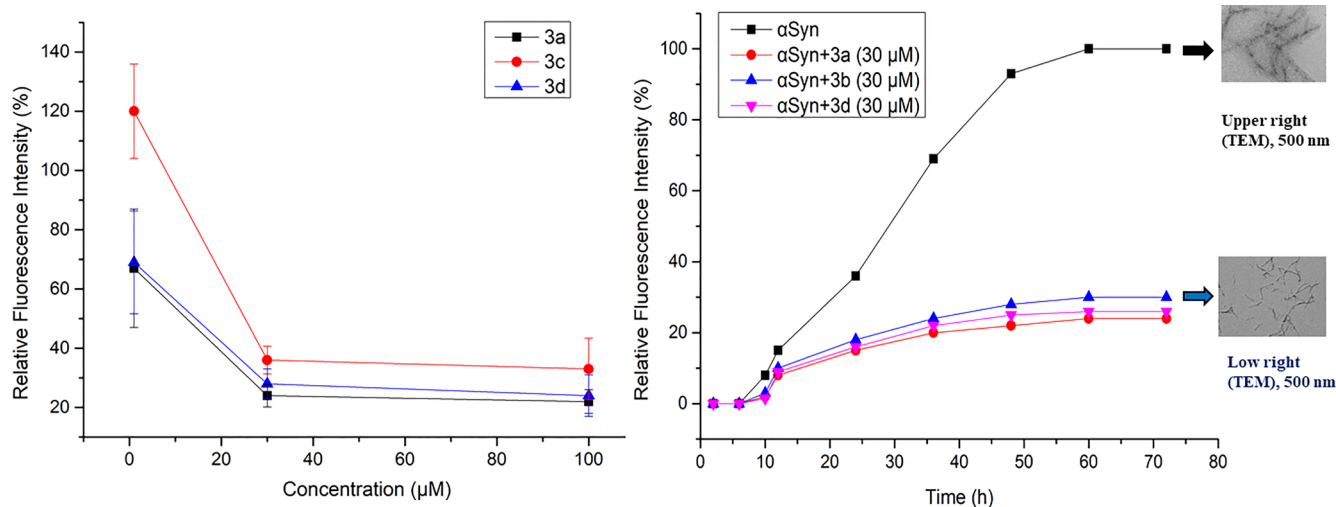 3a
3c
3d
140
120
100
80
60
40
20
Relative Fluorescence Intensity (%)
0
20
40
60
80
100
Concentration (µM)
αSyn
αSyn+3a (30 µM)
αSyn+3b (30 µM)
αSyn+3d (30 µM)
100
80
60
40
20
0
Relative Fluorescence Intensity (%)
0
10
20
30
40
50
60
70
80
Time (h)
Upper right
(TEM), 500 nm
Low right
(TEM), 500 nm